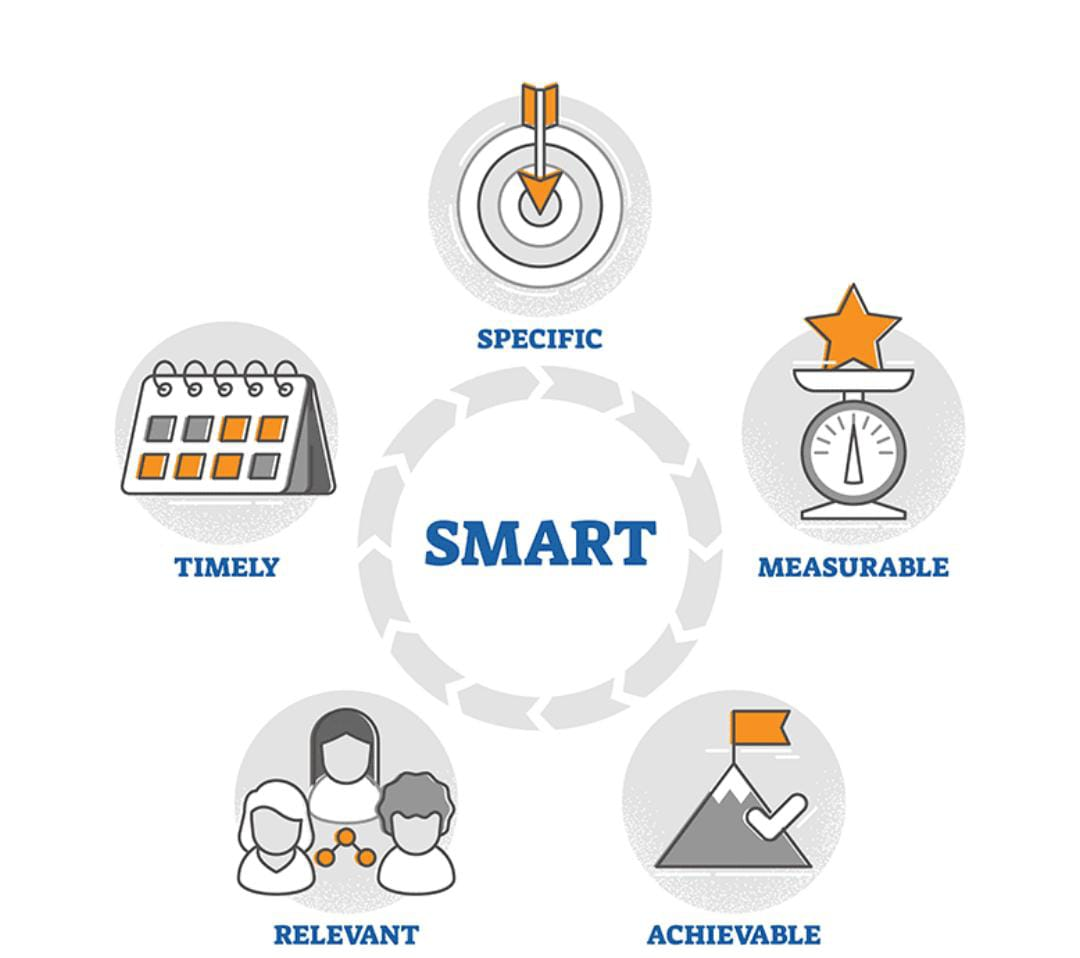 SPECIFIC
MEASURABLE
ACHIEVABLE
RELEVANT
TIMELY
SMART